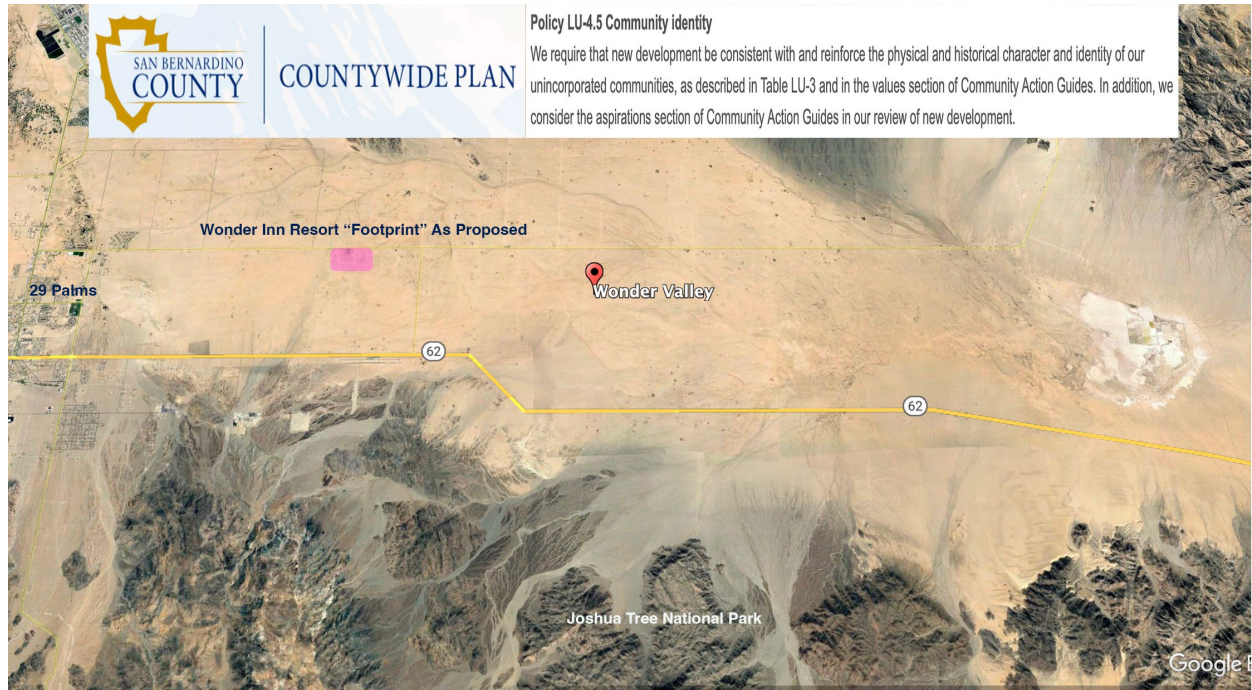 SAN BERNARDINO
COUNTY
COUNTYWIDE PLAN
Policy LU-4.5 Community identity
We require that new development be consistent with and reinforce the physical and historical character and identity of our
unincorporated communities, as described in Table LU-3 and in the values section of Community Action Guides. In addition, we
consider the aspirations section of Community Action Guides in our review of new development.
Wonder Inn Resort “Footprint” As Proposed
29 Palms
Wonder Valley
62
62
Joshua Tree National Park
Google E